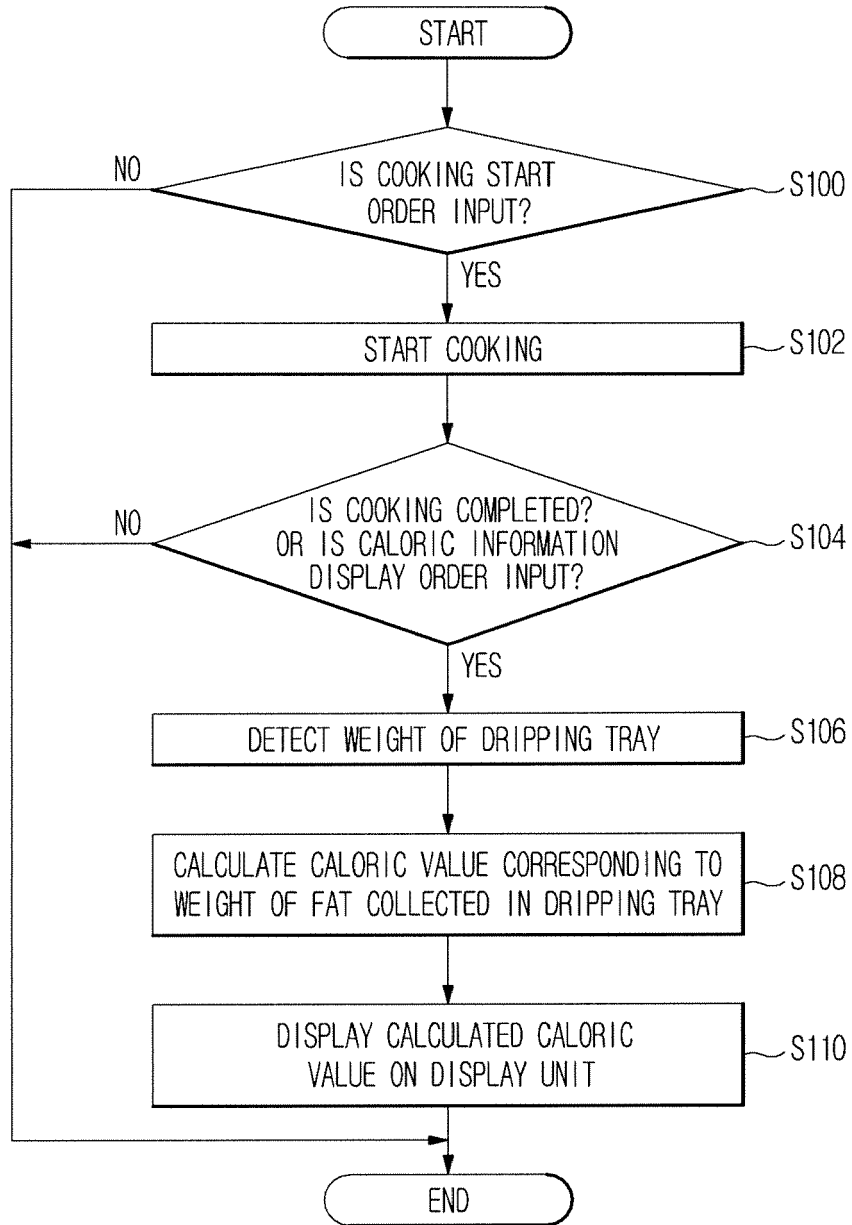 START
NO
IS COOKING START
ORDER INPUT?
S100
YES
START COOKING
S102
NO
IS COOKING COMPLETED?
OR IS CALORIC INFORMATION
DISPLAY ORDER INPUT?
S104
YES
DETECT WEIGHT OF DRIPPING TRAY
S106
CALCULATE CALORIC VALUE CORRESPONDING TO
WEIGHT OF FAT COLLECTED IN DRIPPING TRAY
S108
DISPLAY CALCULATED CALORIC
VALUE ON DISPLAY UNIT
S110
END